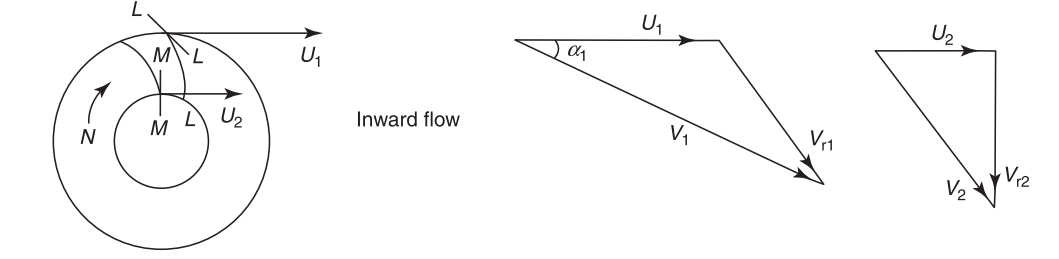 L
U₁
M
L
N
M
L
U₂
Inward flow
U₁
α₁
V₁
Vr1
U₂
V₂
Vr2